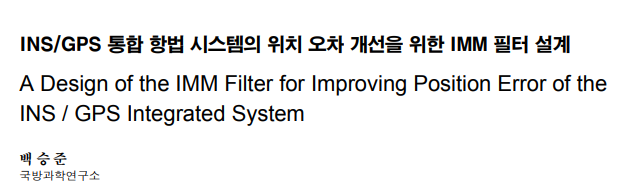 INS/GPS 통합 항법 시스템의 위치 오차 개선을 위한 IMM 필터 설계
A Design of the IMM Filter for Improving Position Error of the
INS / GPS Integrated System
백 승 준
국방과학연구소